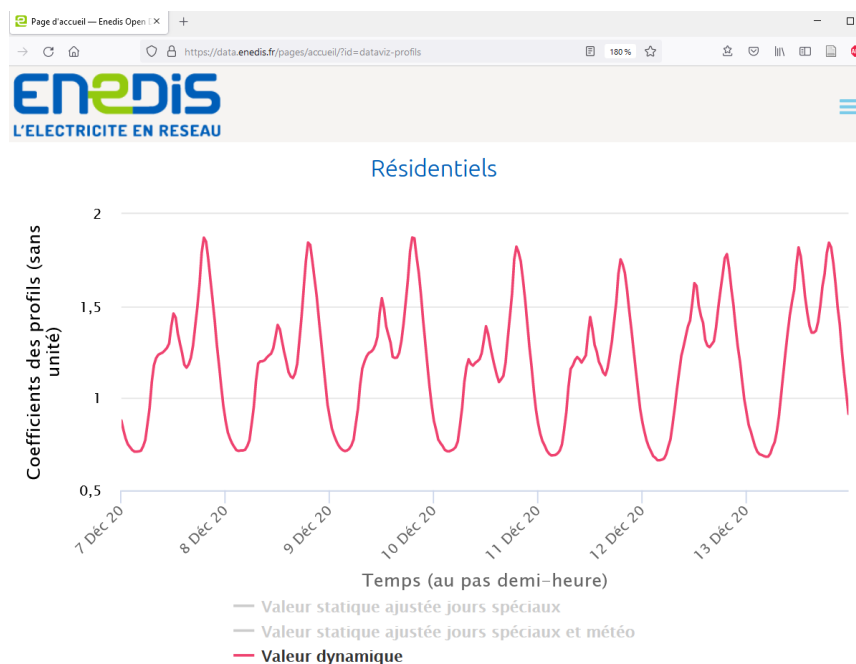 Page d'accueil — Enedis Open
https://data.enedis.fr/pages/accueil/?id=dataviz-profils
180 %
ENEDIS
L'ELECTRICITE EN RESEAU
Résidentiels
Coefficients des profils (sans
unité)
2
1,5
1
0,5
7 Déc 20
8 Déc 20
9 Déc 20
10 Déc 20
11 Déc 20
12 Déc 20
13 Déc 20
Temps (au pas demi-heure)
Valeur statique ajustée jours spéciaux
Valeur statique ajustée jours spéciaux et météo
Valeur dynamique